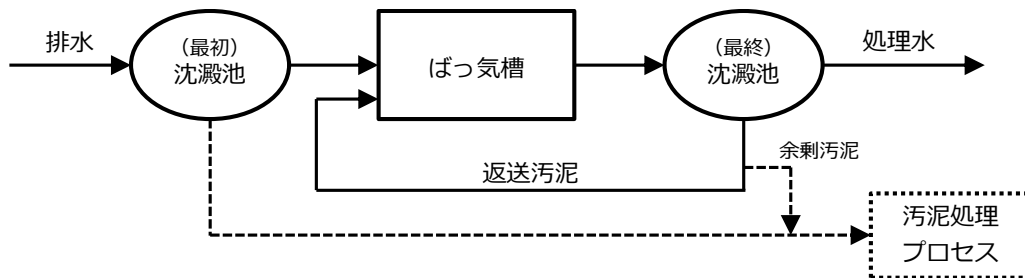 排水
（最初）
沈澱池
ばっ気槽
（最終）
沈澱池
処理水
返送汚泥
余剰汚泥
汚泥処理
プロセス